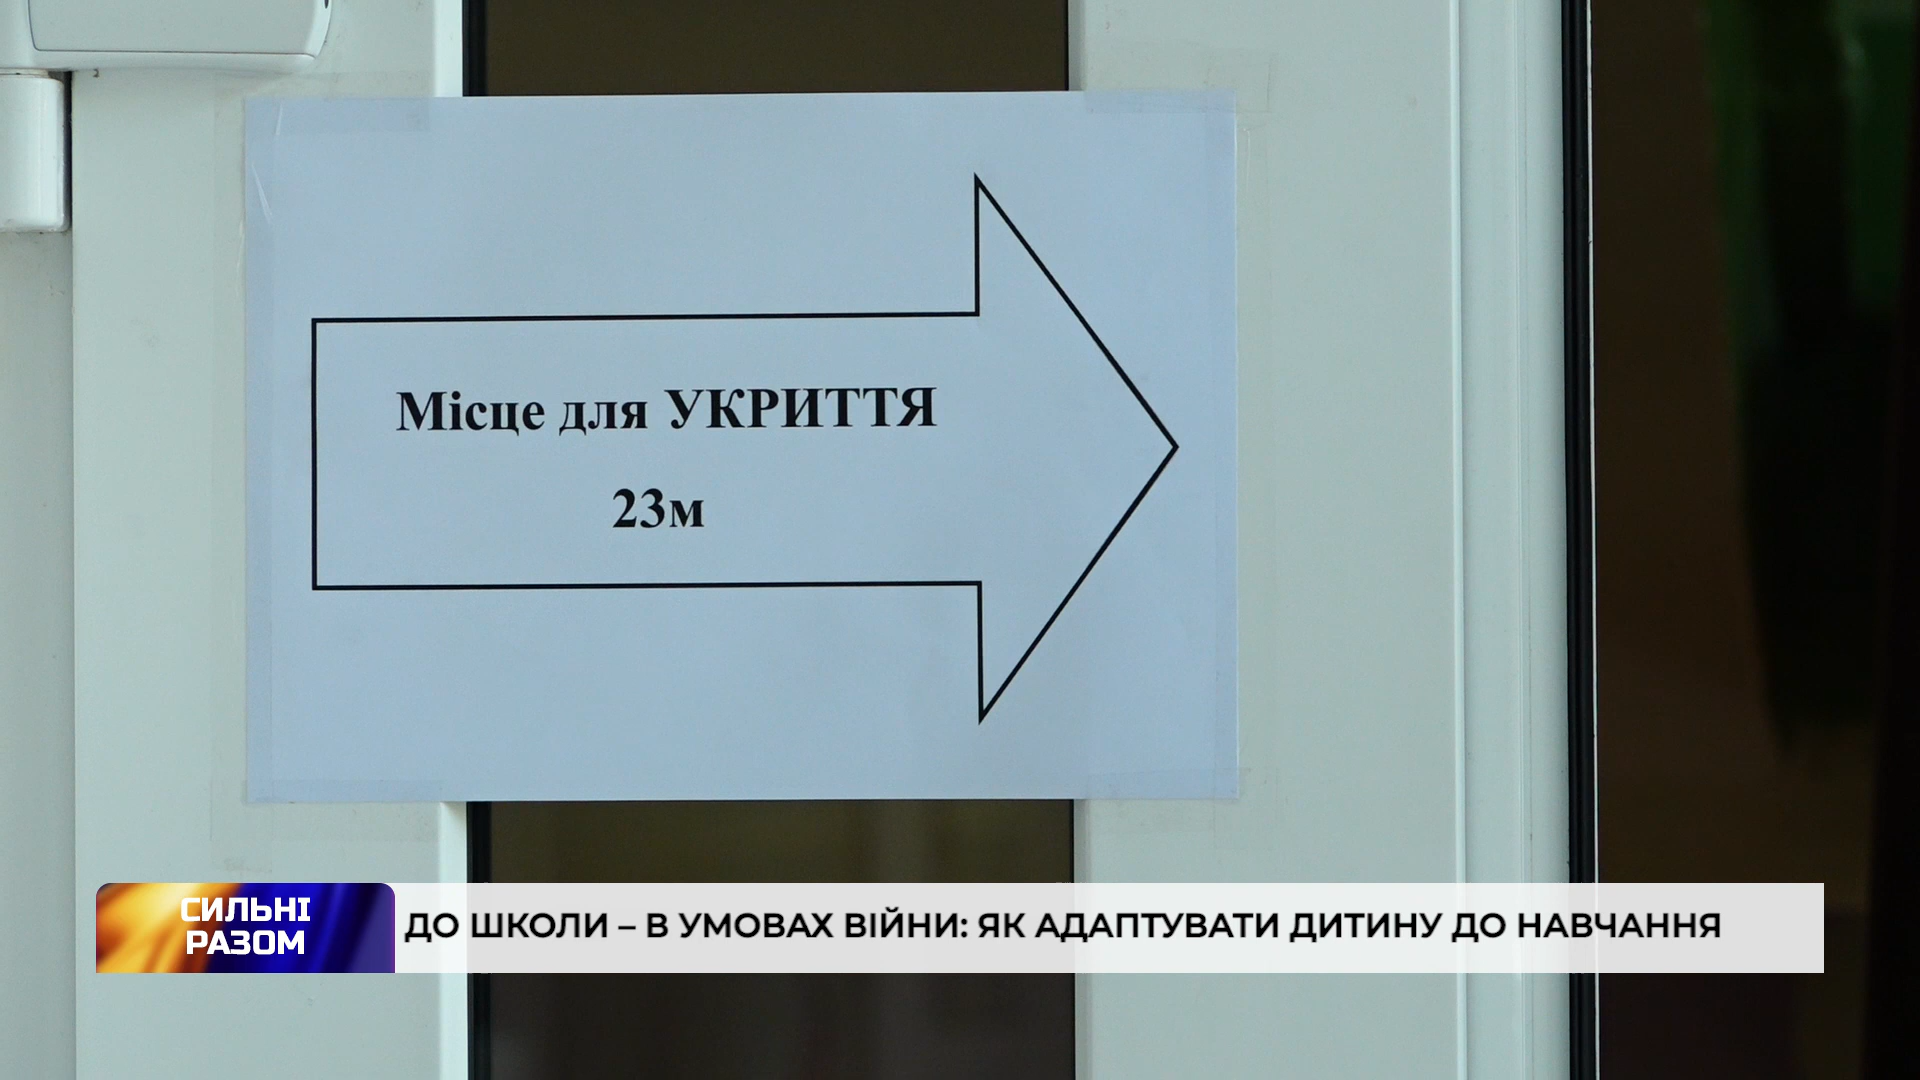 Місце для УКРИТТЯ
23м
СИЛЬНІ
РАЗОМ
ДО ШКОЛИ – В УМОВАХ ВІЙНИ: ЯК АДАПТУВАТИ ДИТИНУ ДО НАВЧАННЯ